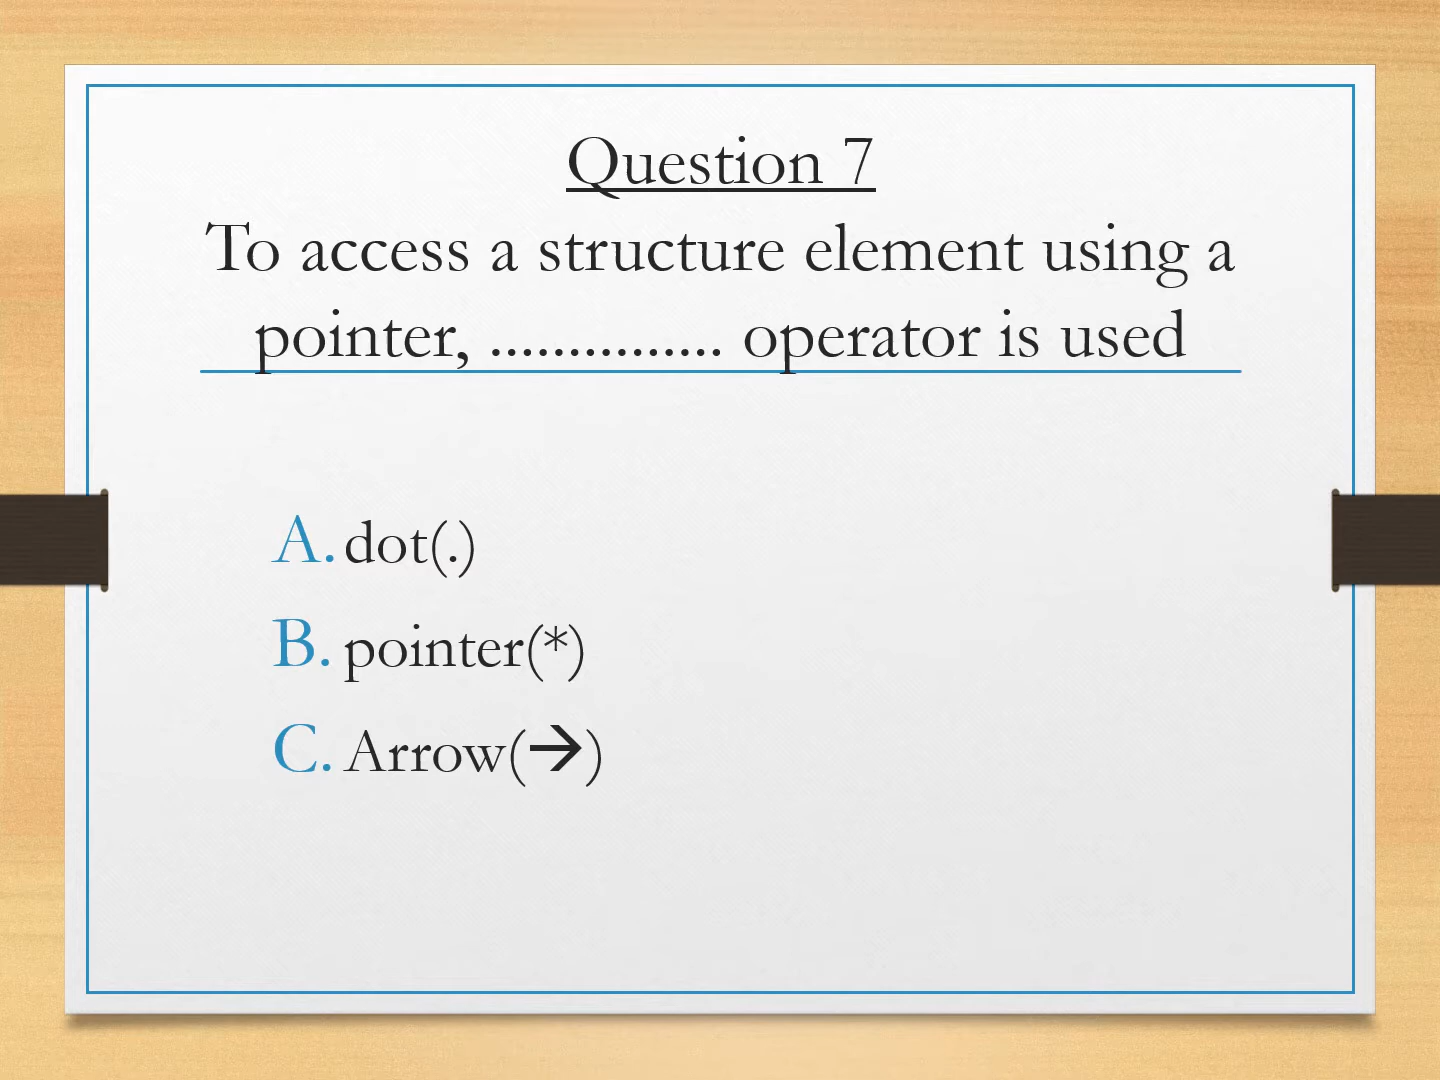 Question 7
To access a structure element using a
pointer, ............... operator is used
A. dot(.)
B. pointer(*)
C. Arrow(→)